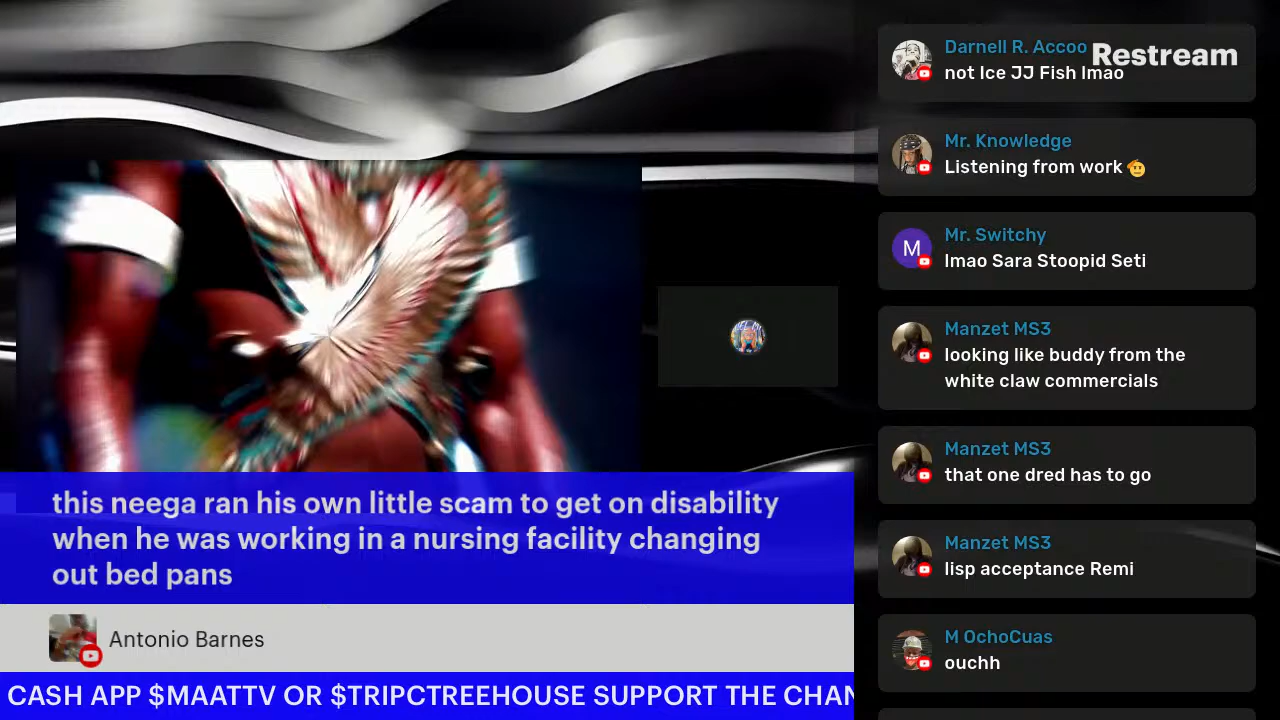 Darnell R. Accoo
not Ice JJ Fish lmao
Restream
Mr. Knowledge
Listening from work
M
Mr. Switchy
lmao Sara Stoopid Seti
Manzet MS3
looking like buddy from the
white claw commercials
Manzet MS3
that one dred has to go
Manzet MS3
lisp acceptance Remi
M OchoCuas
ouchh
this neega ran his own little scam to get on disability
when he was working in a nursing facility changing
out bed pans
Antonio Barnes
CASH APP $MAATTV OR $TRIPCTREEHOUSE SUPPORT THE CHAN